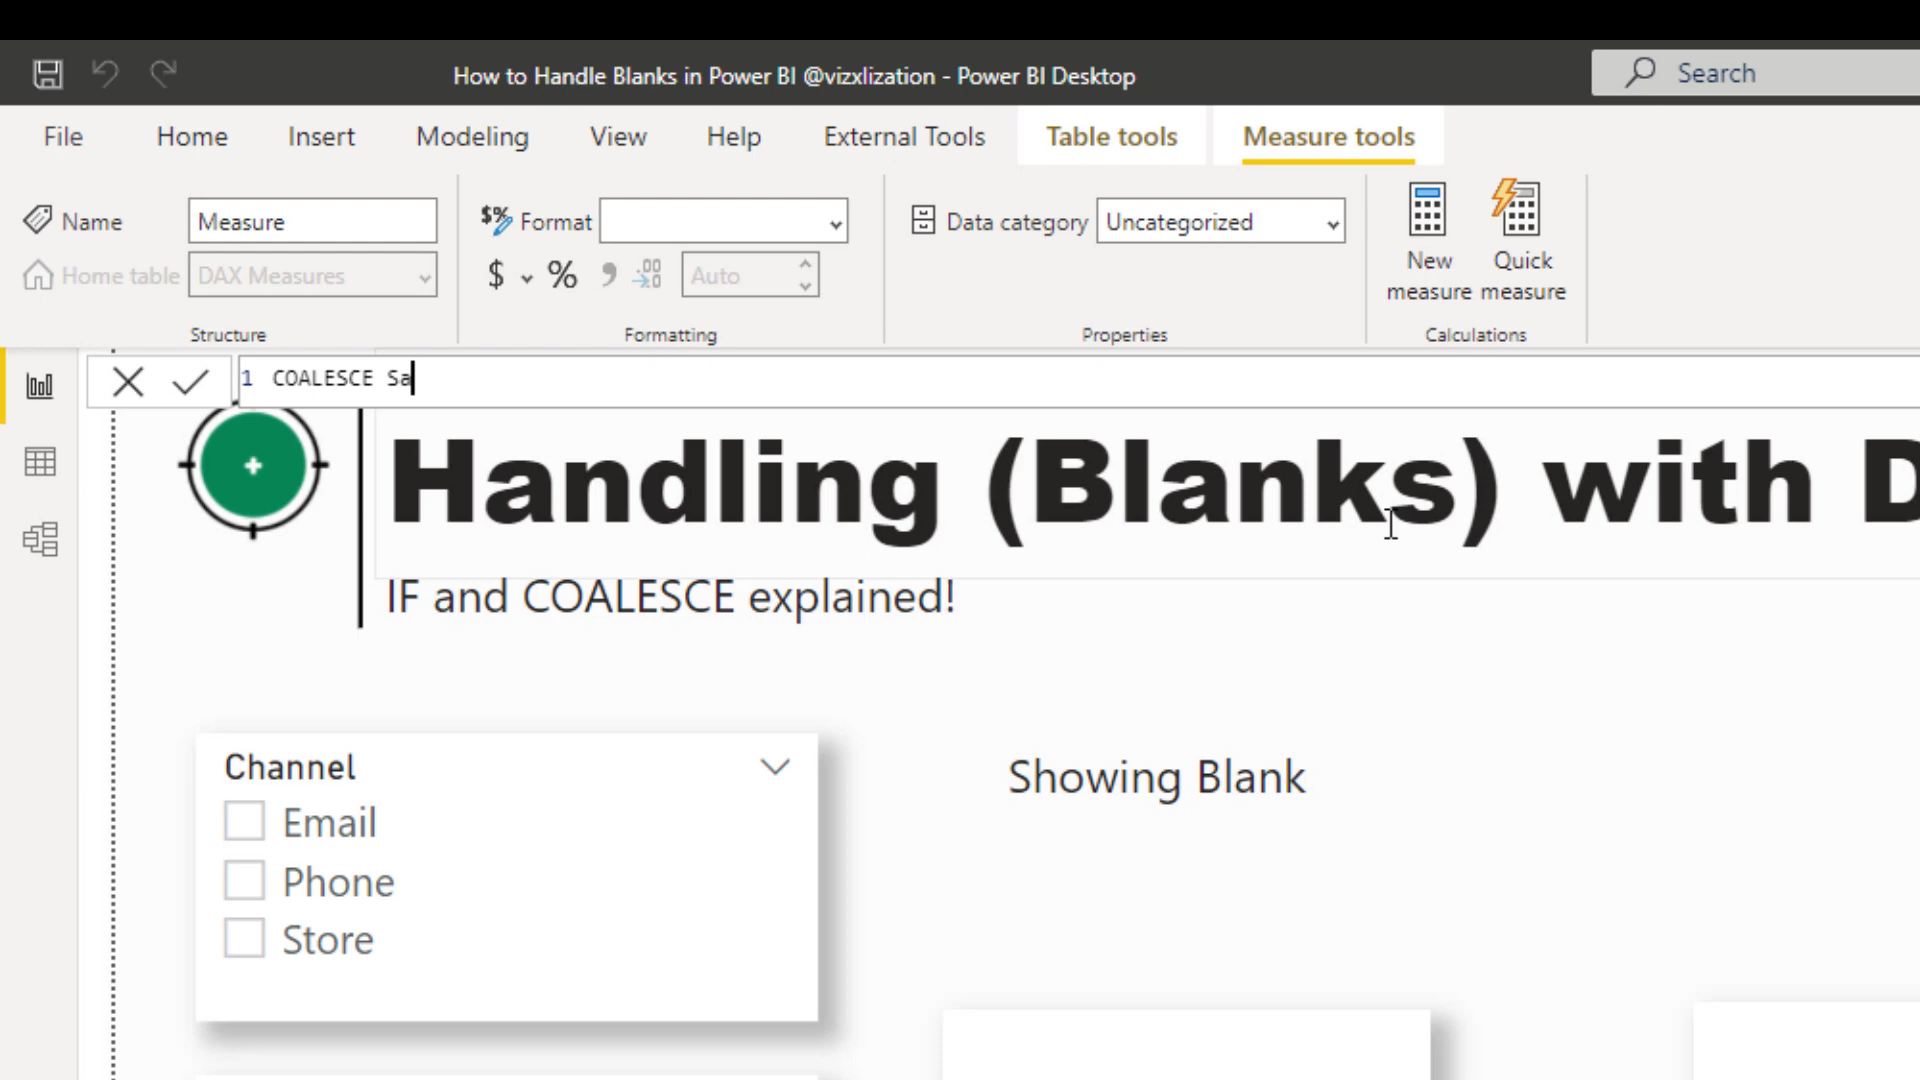 How to Handle Blanks in Power BI @vizxlization - Power BI Desktop
Search
File Home Insert Modeling View Help External Tools Table tools Measure tools
Name Measure
Home table DAX Measures
Structure
$% Format
$ % , .00 Auto
Formatting
Data category Uncategorized
Properties
New measure
Quick measure
Calculations
1 COALESCE Sa
Handling (Blanks) with D
IF and COALESCE explained!
Channel
Email
Phone
Store
Showing Blank